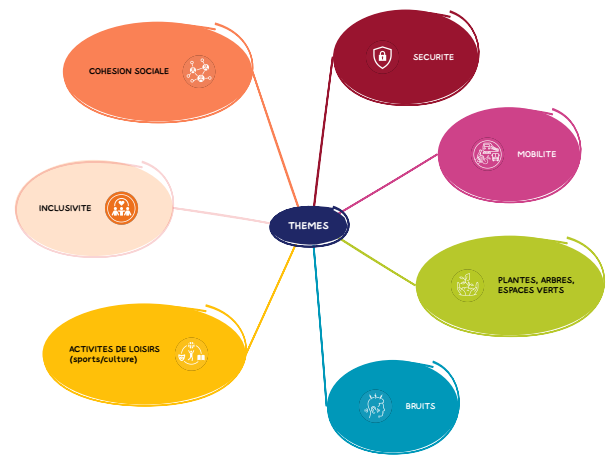 COHESION SOCIALE
SECURITE
MOBILITE
INCLUSIVITE
THEMES
PLANTES, ARBRES,
ESPACES VERTS
ACTIVITES DE LOISIRS
(sports/culture)
BRUITS